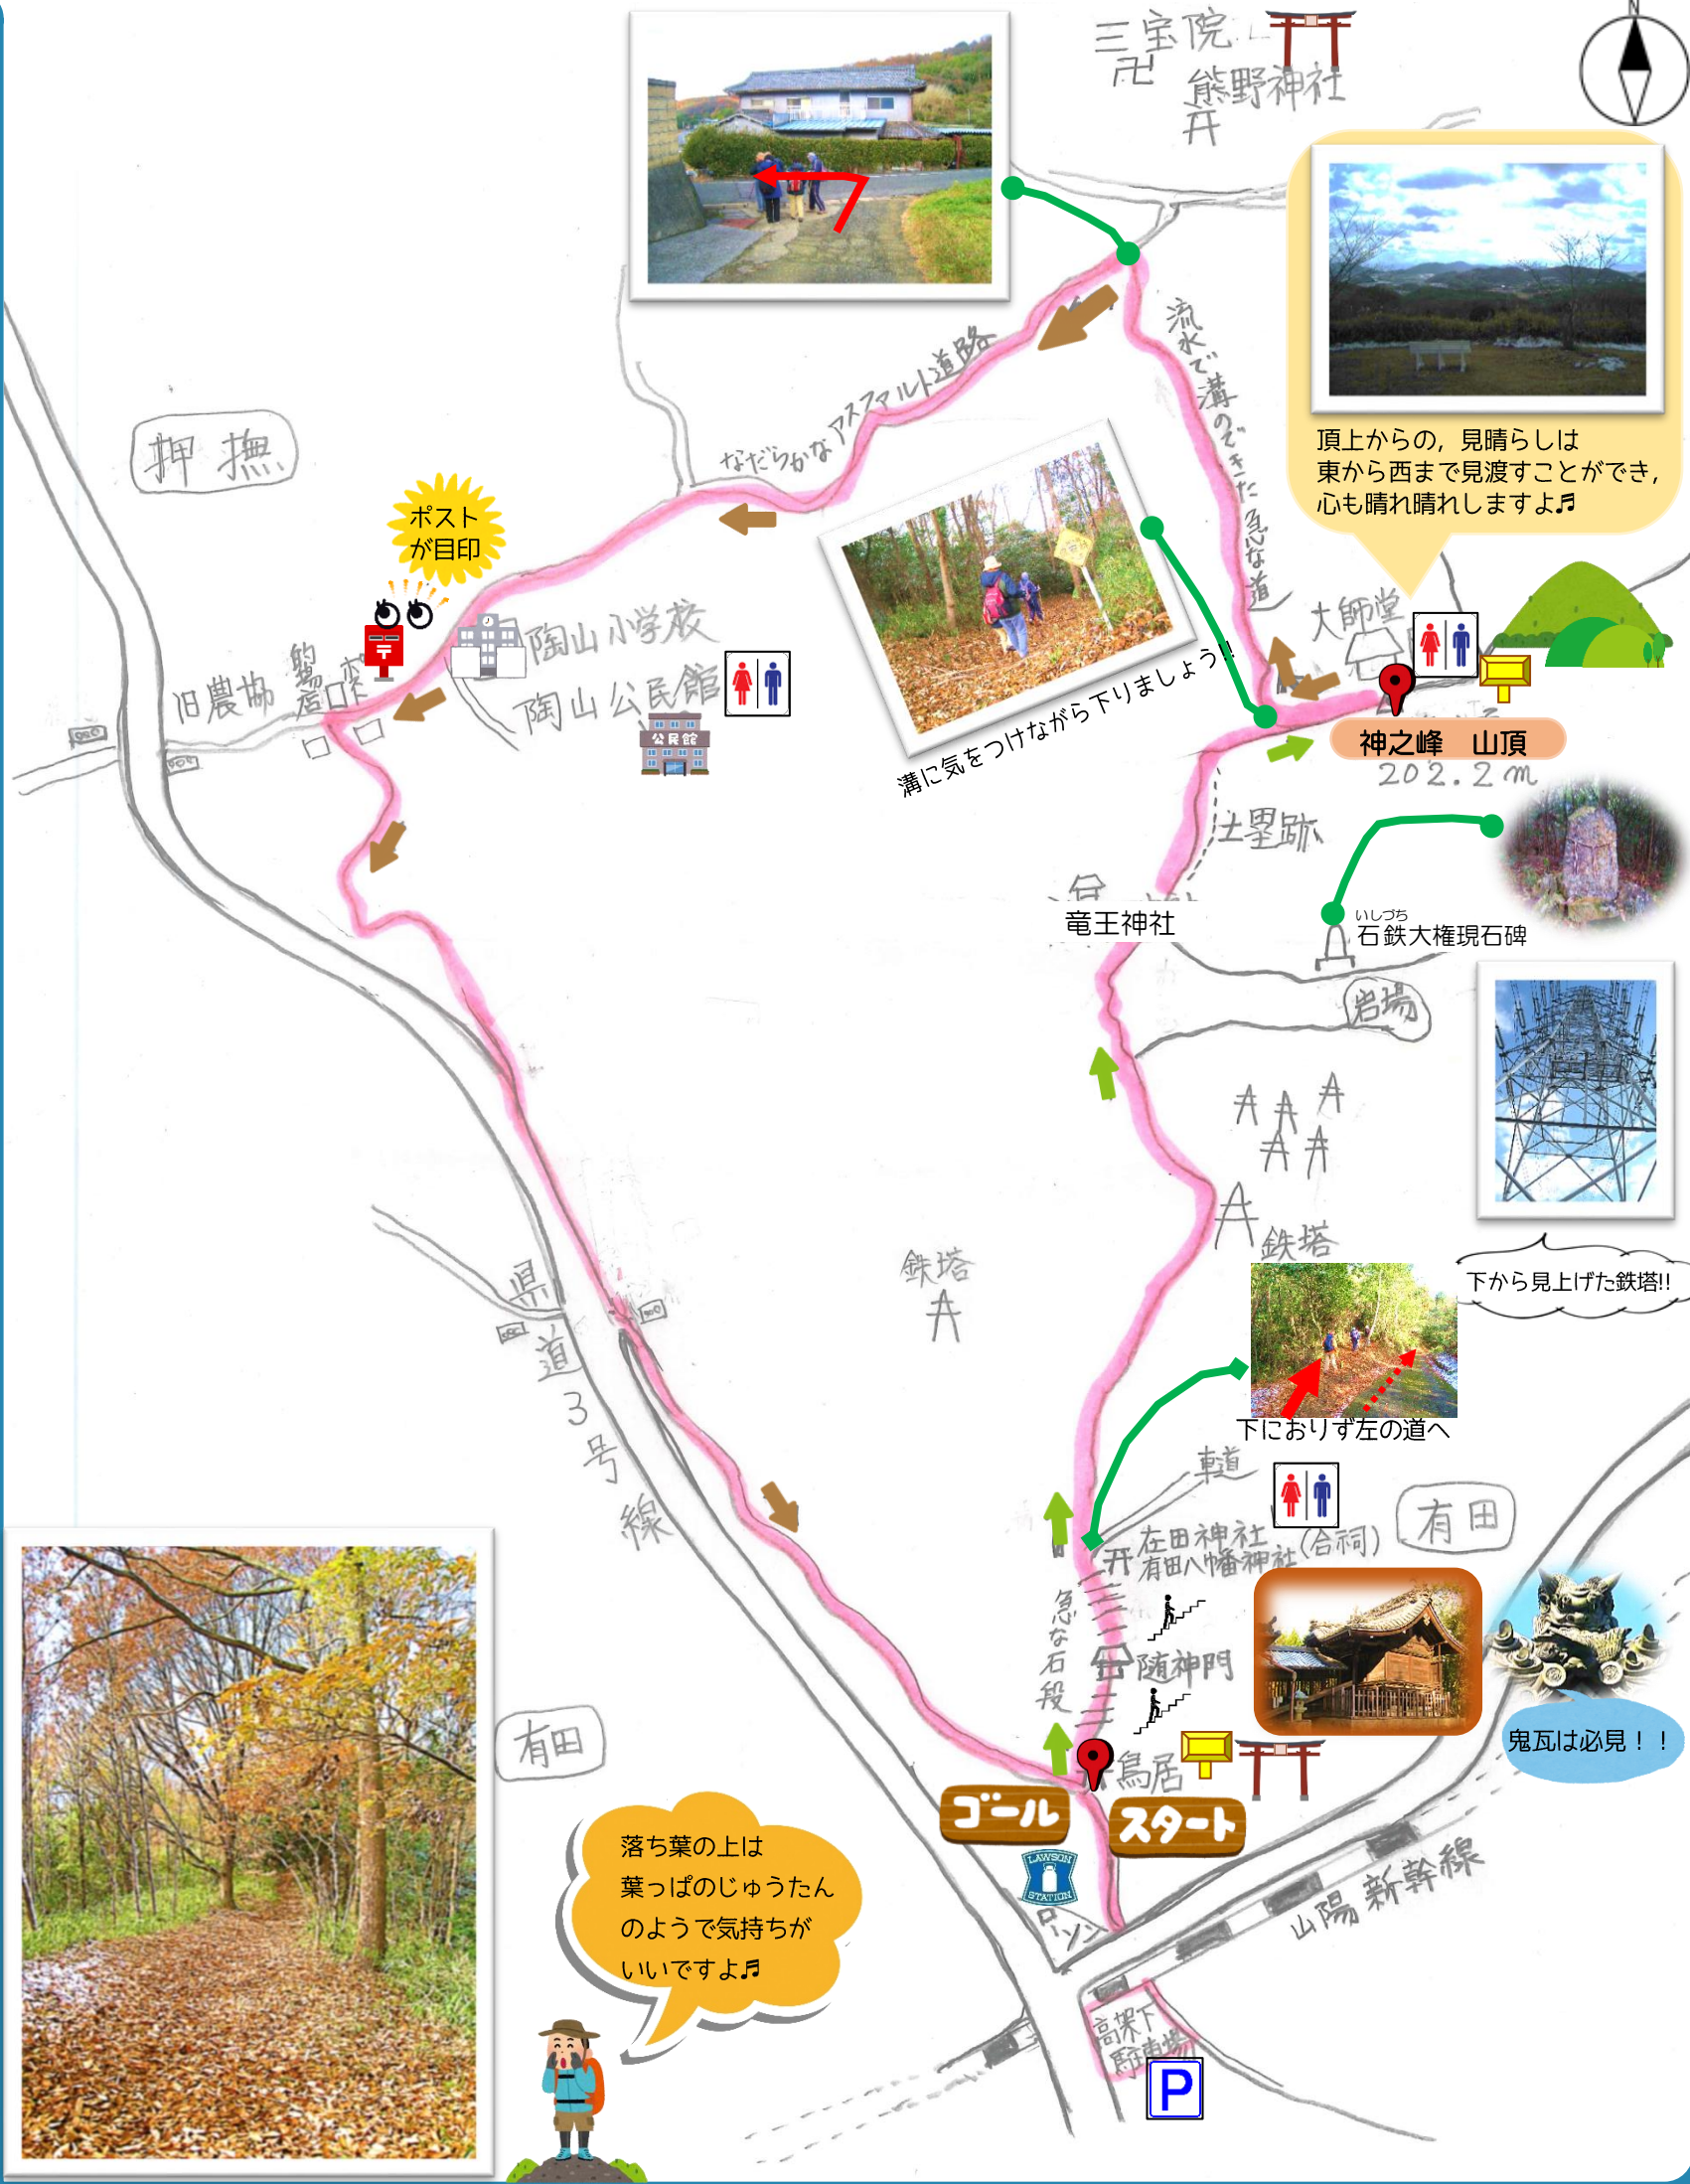 N
三宝院
卍
熊野神社
流水で溝のできた急な道
なだらかなアスファルト道路
頂上からの，見晴らしは
東から西まで見渡すことができ，
心も晴れ晴れしますよ♬
押撫
ポスト
が目印
〒
旧農協
陶山小学校
陶山公民館
公民館
溝に気をつけながら下りましょう!!
大師堂
神之峰　山頂
202.2m
土塁跡
竜王神社
いしづち
石鉄大権現石碑
岩場
鉄塔
鉄塔
下から見上げた鉄塔!!
下におりず左の道へ
県道3号線
車道
在田神社
有田八幡神社
(合祠)
有田
急な石段
随神門
鬼瓦は必見！！
鳥居
ゴール
スタート
LAWSON
STATION
ローソン
山陽新幹線
高架下
駐車場
P
有田
落ち葉の上は
葉っぱのじゅうたん
のようで気持ちが
いいですよ♬